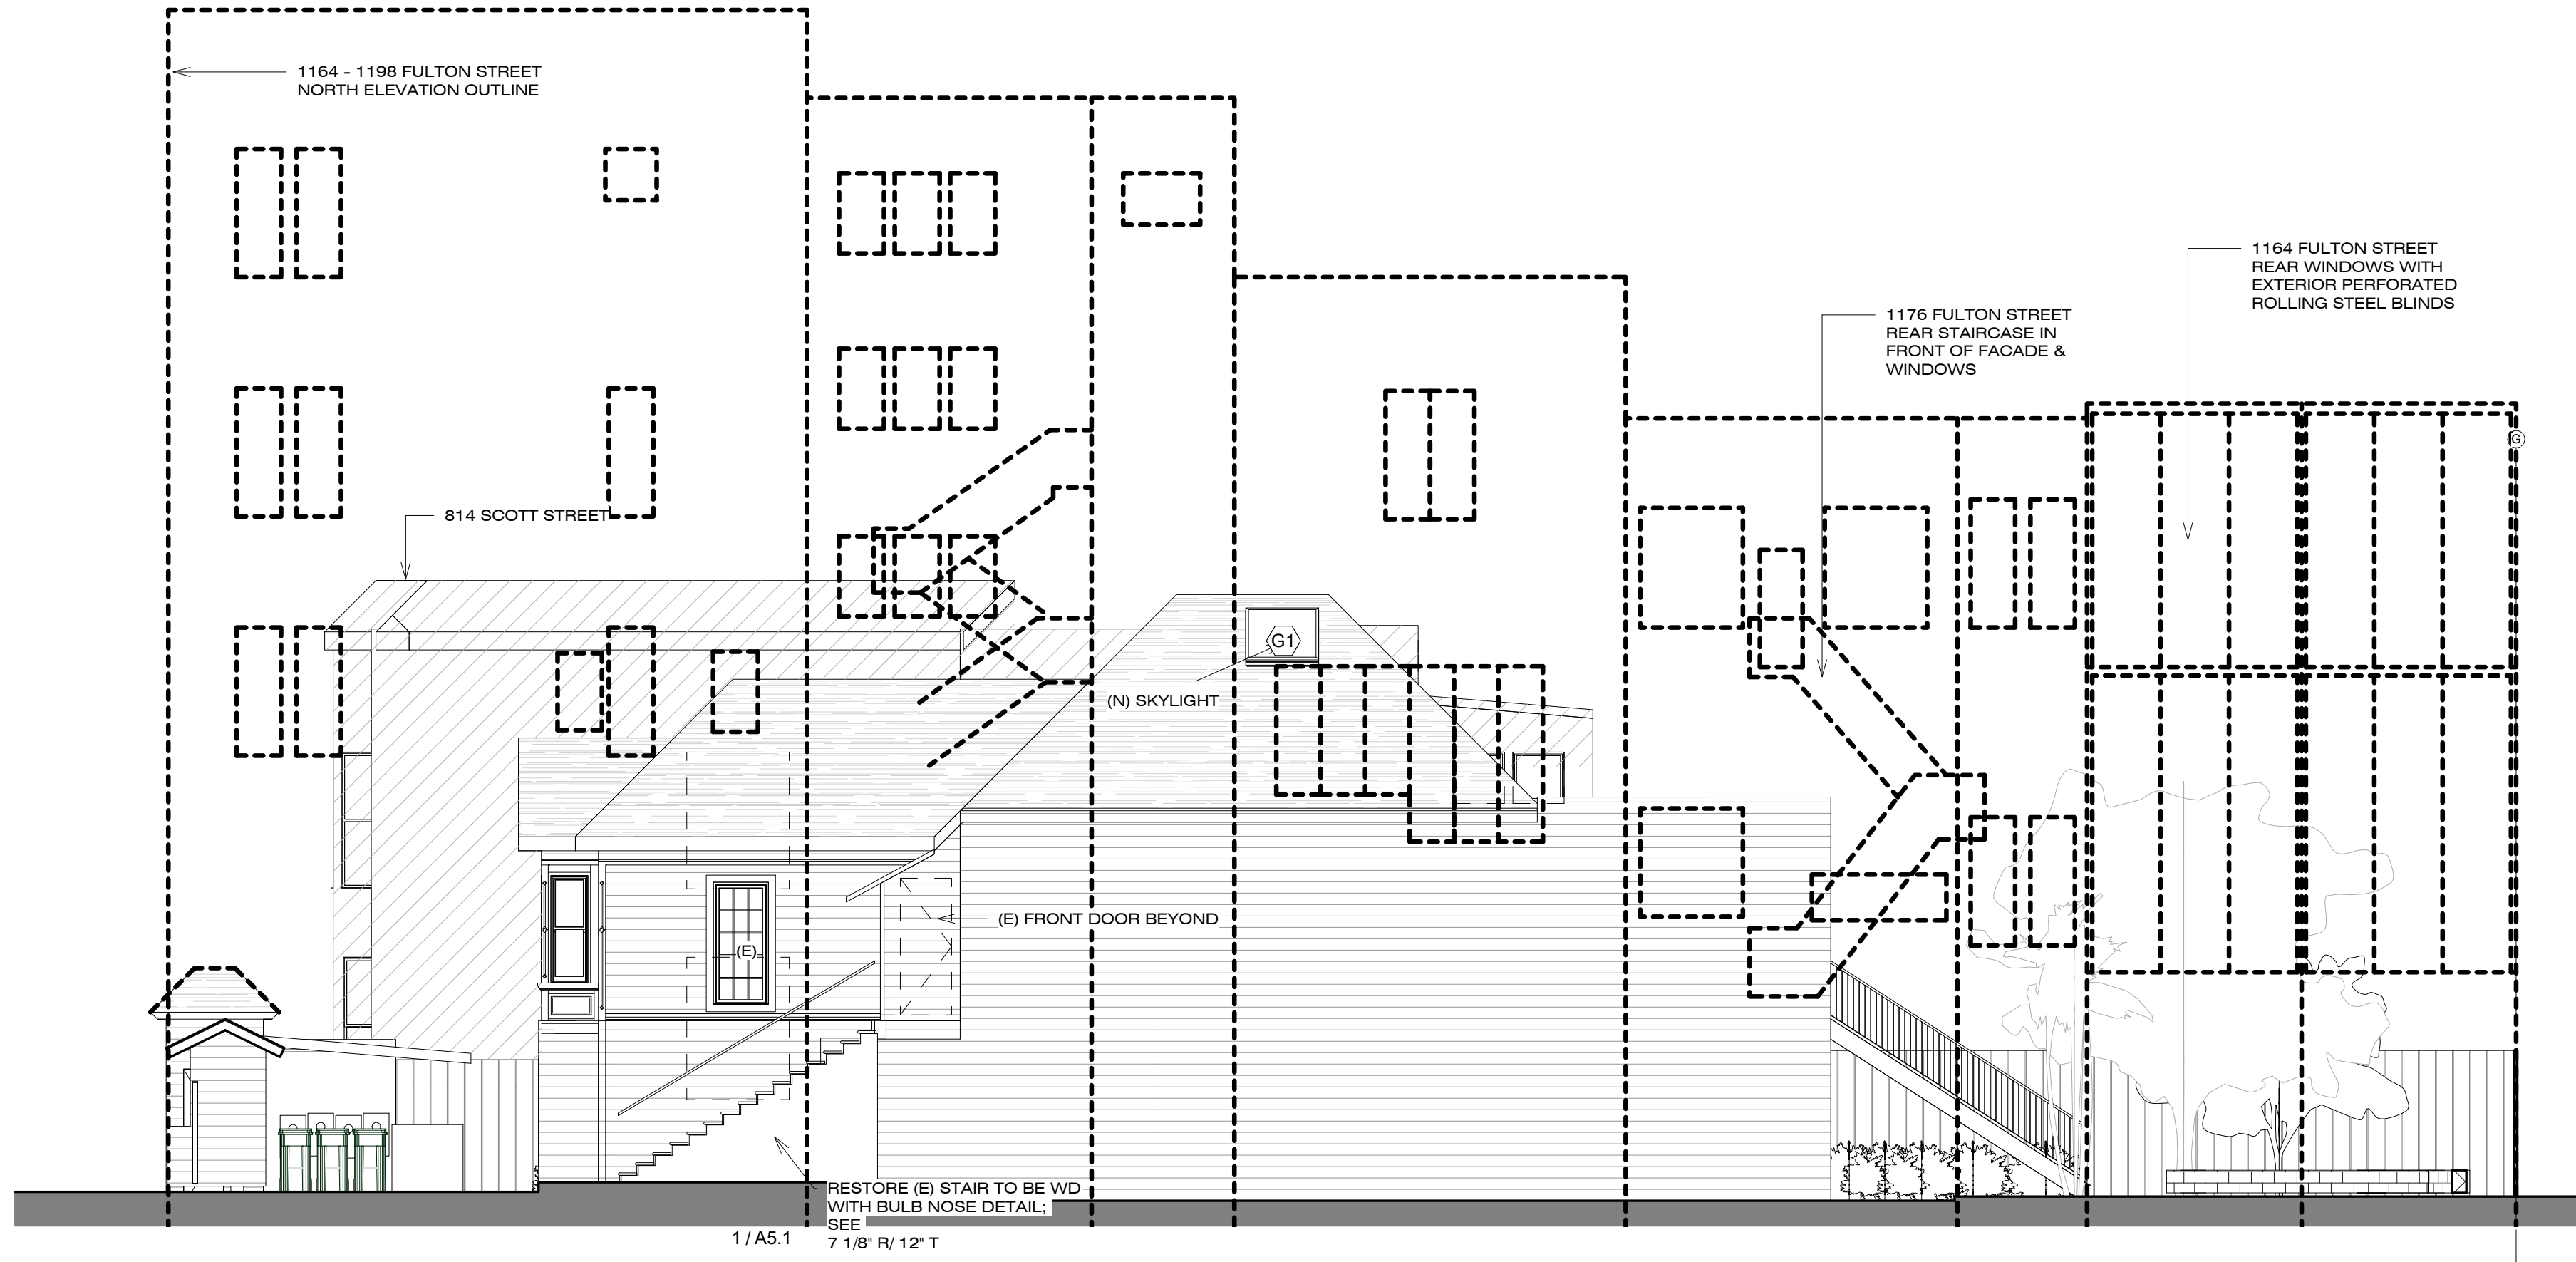 1164 - 1198 FULTON STREET
NORTH ELEVATION OUTLINE
1164 FULTON STREET
REAR WINDOWS WITH
EXTERIOR PERFORATED
ROLLING STEEL BLINDS
1176 FULTON STREET
REAR STAIRCASE IN
FRONT OF FACADE &
WINDOWS
G
814 SCOTT STREET
G1
(N) SKYLIGHT
(E) FRONT DOOR BEYOND
(E)
RESTORE (E) STAIR TO BE WD
WITH BULB NOSE DETAIL;
SEE
1 / A5.1
7 1/8" R/ 12" T